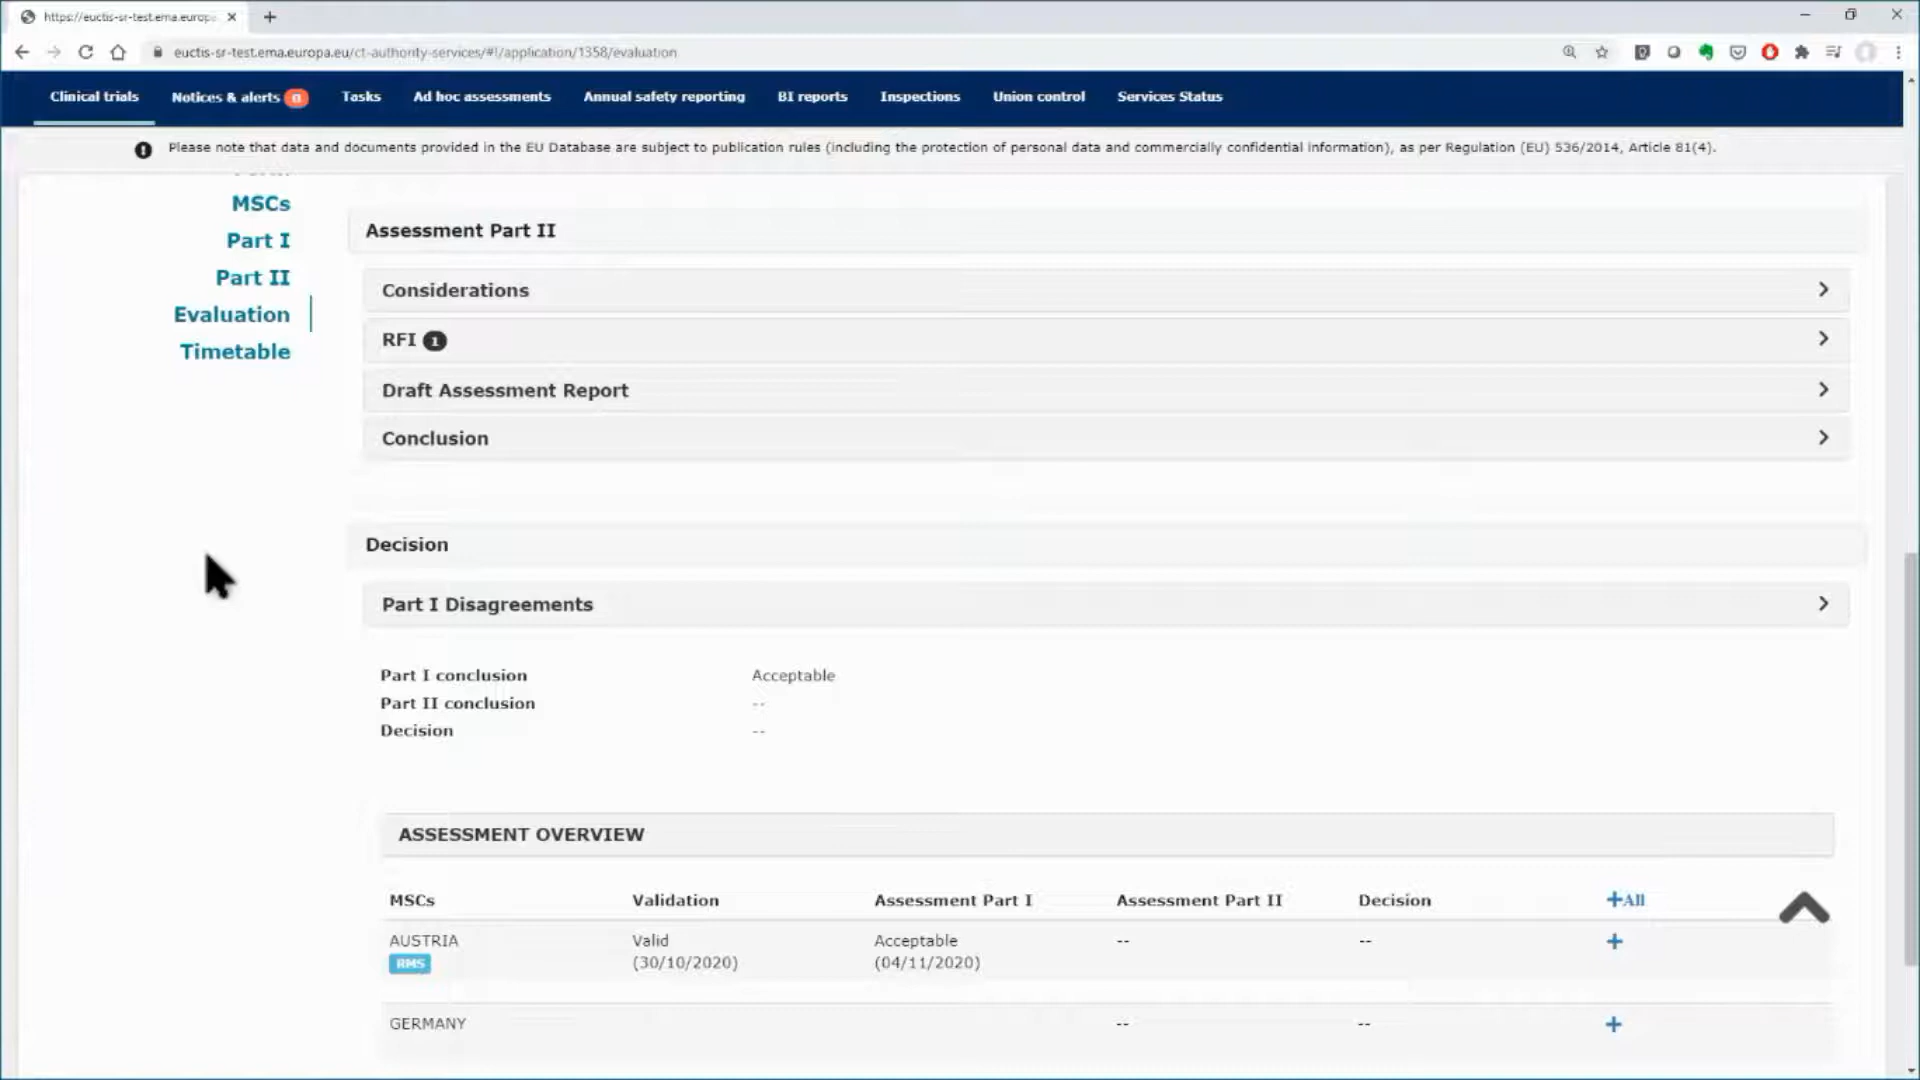 https://euctis-sr-test.ema.europa
euctis-sr-test.ema.europa.eu/ct-authority-services/#!/application/1358/evaluation
Clinical trials
Notices & alerts
Tasks
Ad hoc assessments
Annual safety reporting
BI reports
Inspections
Union control
Services Status
Please note that data and documents provided in the EU Database are subject to publication rules (including the protection of personal data and commercially confidential information), as per Regulation (EU) 536/2014, Article 81(4).
MSCs
Part I
Part II
Evaluation
Timetable
Assessment Part II
Considerations
RFI 1
Draft Assessment Report
Conclusion
Decision
Part I Disagreements
Part I conclusion Acceptable
Part II conclusion --
Decision --
ASSESSMENT OVERVIEW
MSCs Validation Assessment Part I Assessment Part II Decision +All
AUSTRIA Valid Acceptable -- -- +
RMS (30/10/2020) (04/11/2020)
GERMANY -- -- +